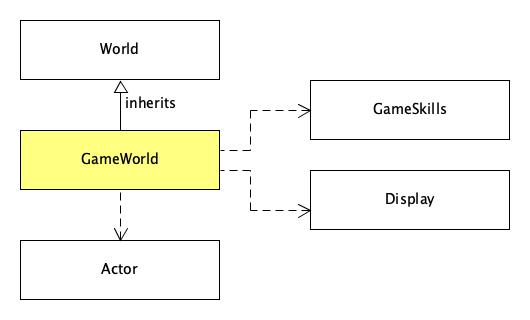 World
inherits
GameSkills
GameWorld
Display
Actor